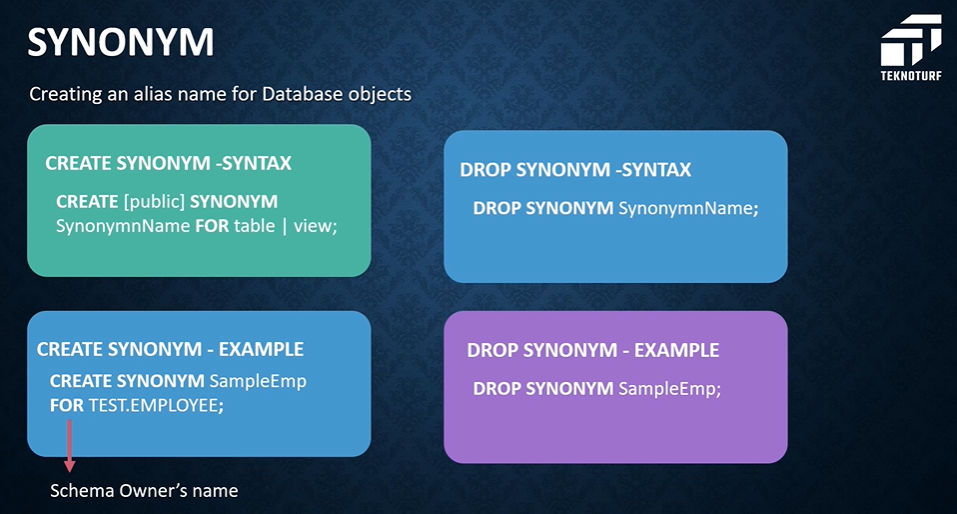 SYNONYM
TEKNOTURF
Creating an alias name for Database objects
CREATE SYNONYM -SYNTAX
CREATE [public] SYNONYM
SynonymnName FOR table | view;
DROP SYNONYM -SYNTAX
DROP SYNONYM SynonymnName;
CREATE SYNONYM - EXAMPLE
CREATE SYNONYM SampleEmp
FOR TEST.EMPLOYEE;
Schema Owner's name
DROP SYNONYM - EXAMPLE
DROP SYNONYM SampleEmp;